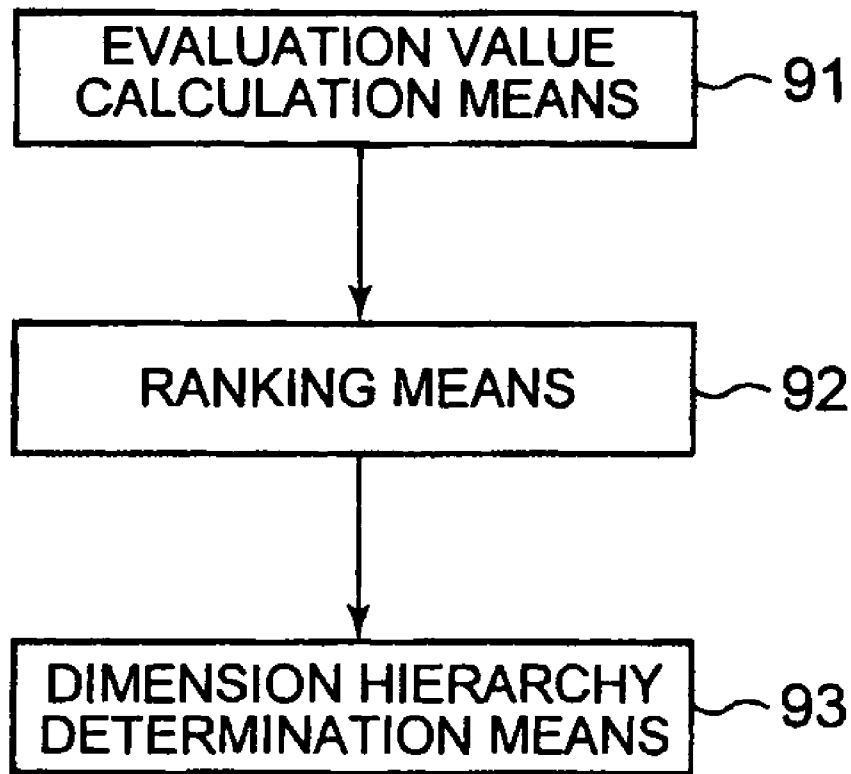 EVALUATION VALUE
CALCULATION MEANS
91
RANKING MEANS
92
DIMENSION HIERARCHY
DETERMINATION MEANS
93